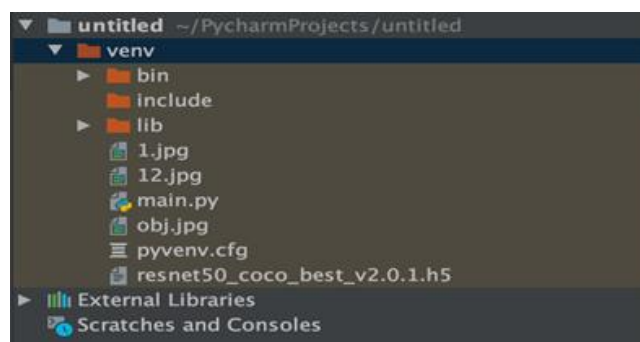 untitled ~/PycharmProjects/untitled
venv
bin
include
lib
1.jpg
12.jpg
main.py
obj.jpg
pyvenv.cfg
resnet50_coco_best_v2.0.1.h5
External Libraries
Scratches and Consoles